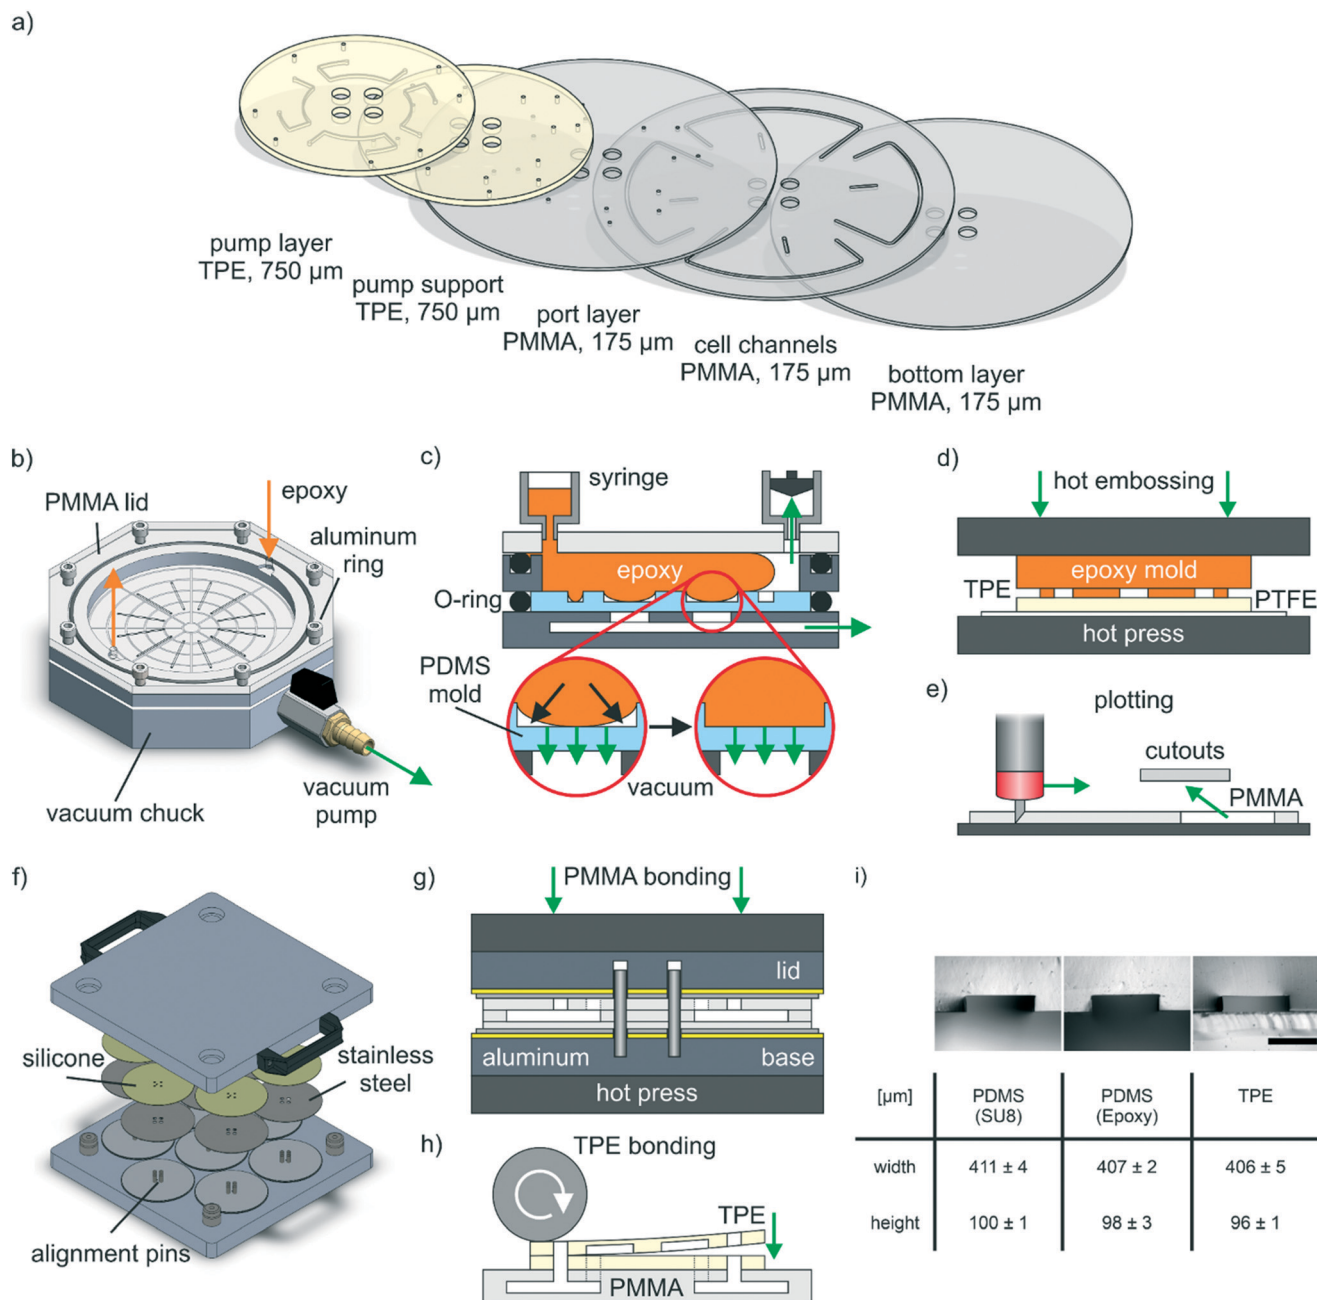 a)
pump layer
TPE, 750 µm
pump support
TPE, 750 µm
port layer
PMMA, 175 µm
cell channels
PMMA, 175 µm
bottom layer
PMMA, 175 µm
b)
PMMA lid
epoxy
aluminum
ring
vacuum chuck
vacuum
pump
c)
syringe
epoxy
O-ring
PDMS
mold
vacuum
d)
hot embossing
epoxy mold
TPE
PTFE
hot press
e)
plotting
cutouts
PMMA
f)
silicone
stainless
steel
alignment pins
g)
PMMA bonding
lid
aluminum
base
hot press
h)
TPE bonding
TPE
PMMA
i)
[µm]
PDMS
(SU8)
PDMS
(Epoxy)
TPE
width
411 ± 4
407 ± 2
406 ± 5
height
100 ± 1
98 ± 3
96 ± 1